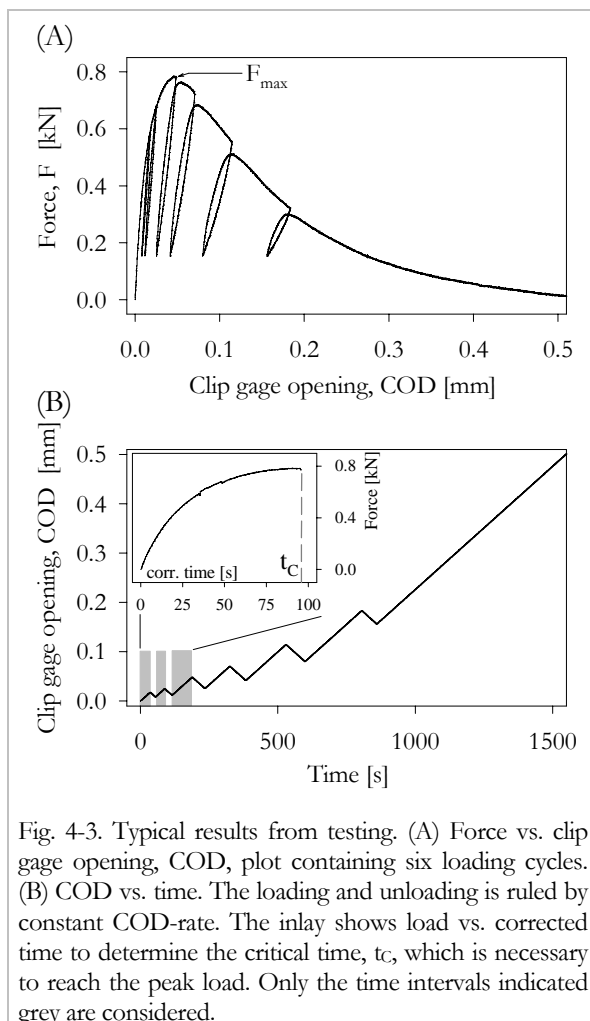 (A)
0.8
0.6
0.4
0.2
0.0
Force, F [kN]
F max
0.0 0.1 0.2 0.3 0.4 0.5
Clip gage opening, COD [mm]
(B)
0.5
0.4
0.3
0.2
0.1
0.0
Clip gage opening, COD [mm]
0.8
0.4
0.0
Force [kN]
corr. time [s]
tC
0 25 50 75 100
0 500 1000 1500
Time [s]
Fig. 4-3. Typical results from testing. (A) Force vs. clip
gage opening, COD, plot containing six loading cycles.
(B) COD vs. time. The loading and unloading is ruled by
constant COD-rate. The inlay shows load vs. corrected
time to determine the critical time, tC, which is necessary
to reach the peak load. Only the time intervals indicated
grey are considered.